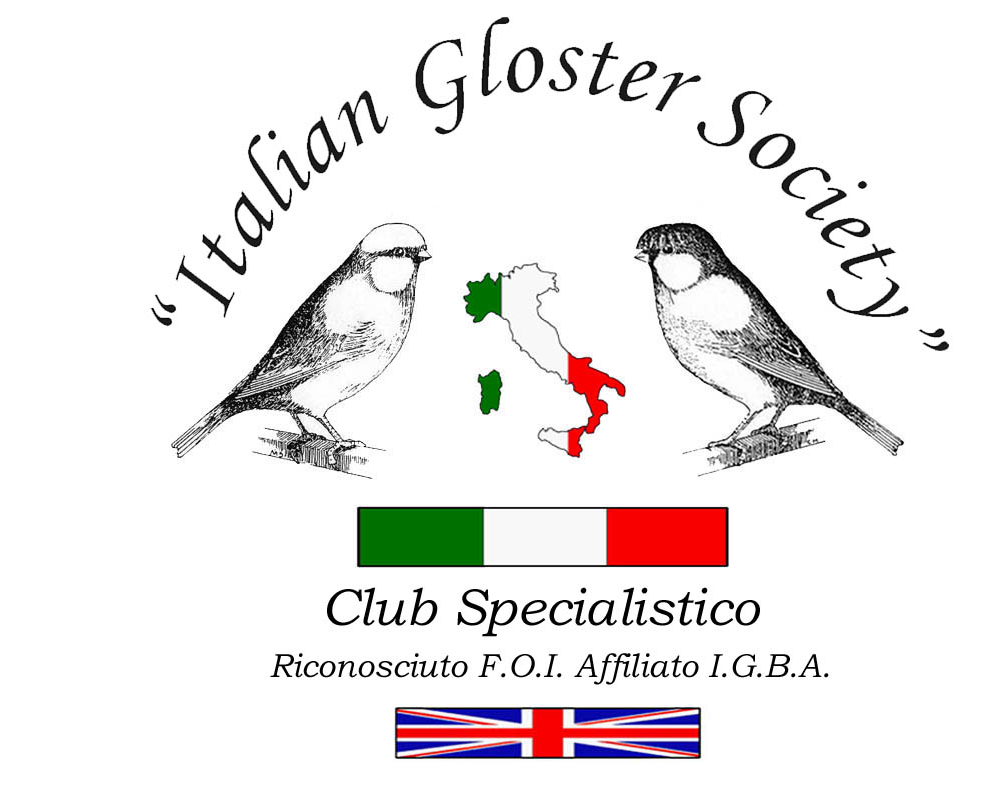 “Italian Gloster Society”
Club Specialistico
Riconosciuto F.O.I. Affiliato I.G.B.A.